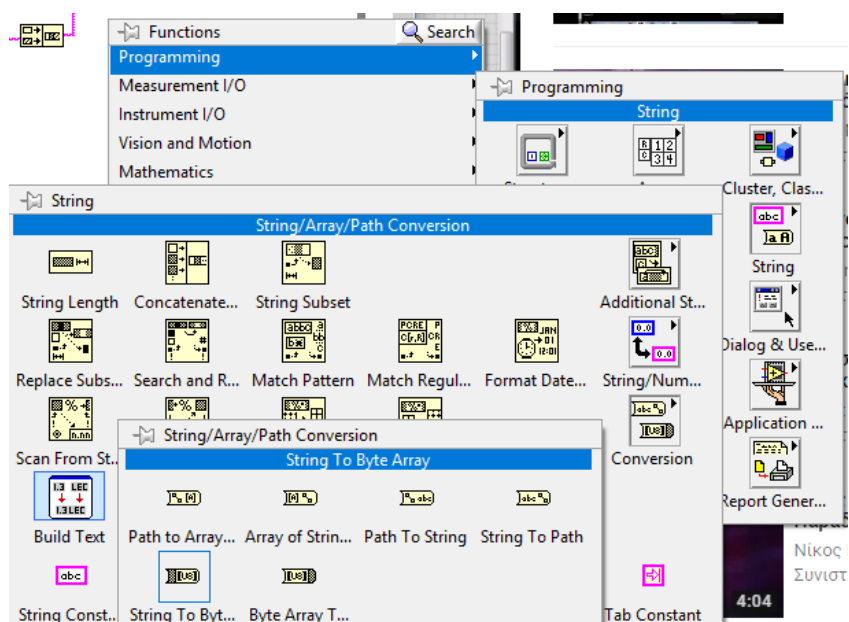 Functions
Search
Programming
Measurement I/O
Instrument I/O
Vision and Motion
Mathematics
Programming
String
Cluster, Clas...
String
Dialog & Use...
Application ...
Report Gener...
String
String/Array/Path Conversion
String Length
Concatenate...
String Subset
Additional St...
Replace Subs...
Search and R...
Match Pattern
Match Regul...
Format Date...
String/Num...
Scan From St..
Conversion
Build Text
String Const..
Tab Constant
String/Array/Path Conversion
String To Byte Array
Path to Array...
Array of Strin...
Path To String
String To Path
String To Byt...
Byte Array T...
Νίκος
Συνιστ
4:04